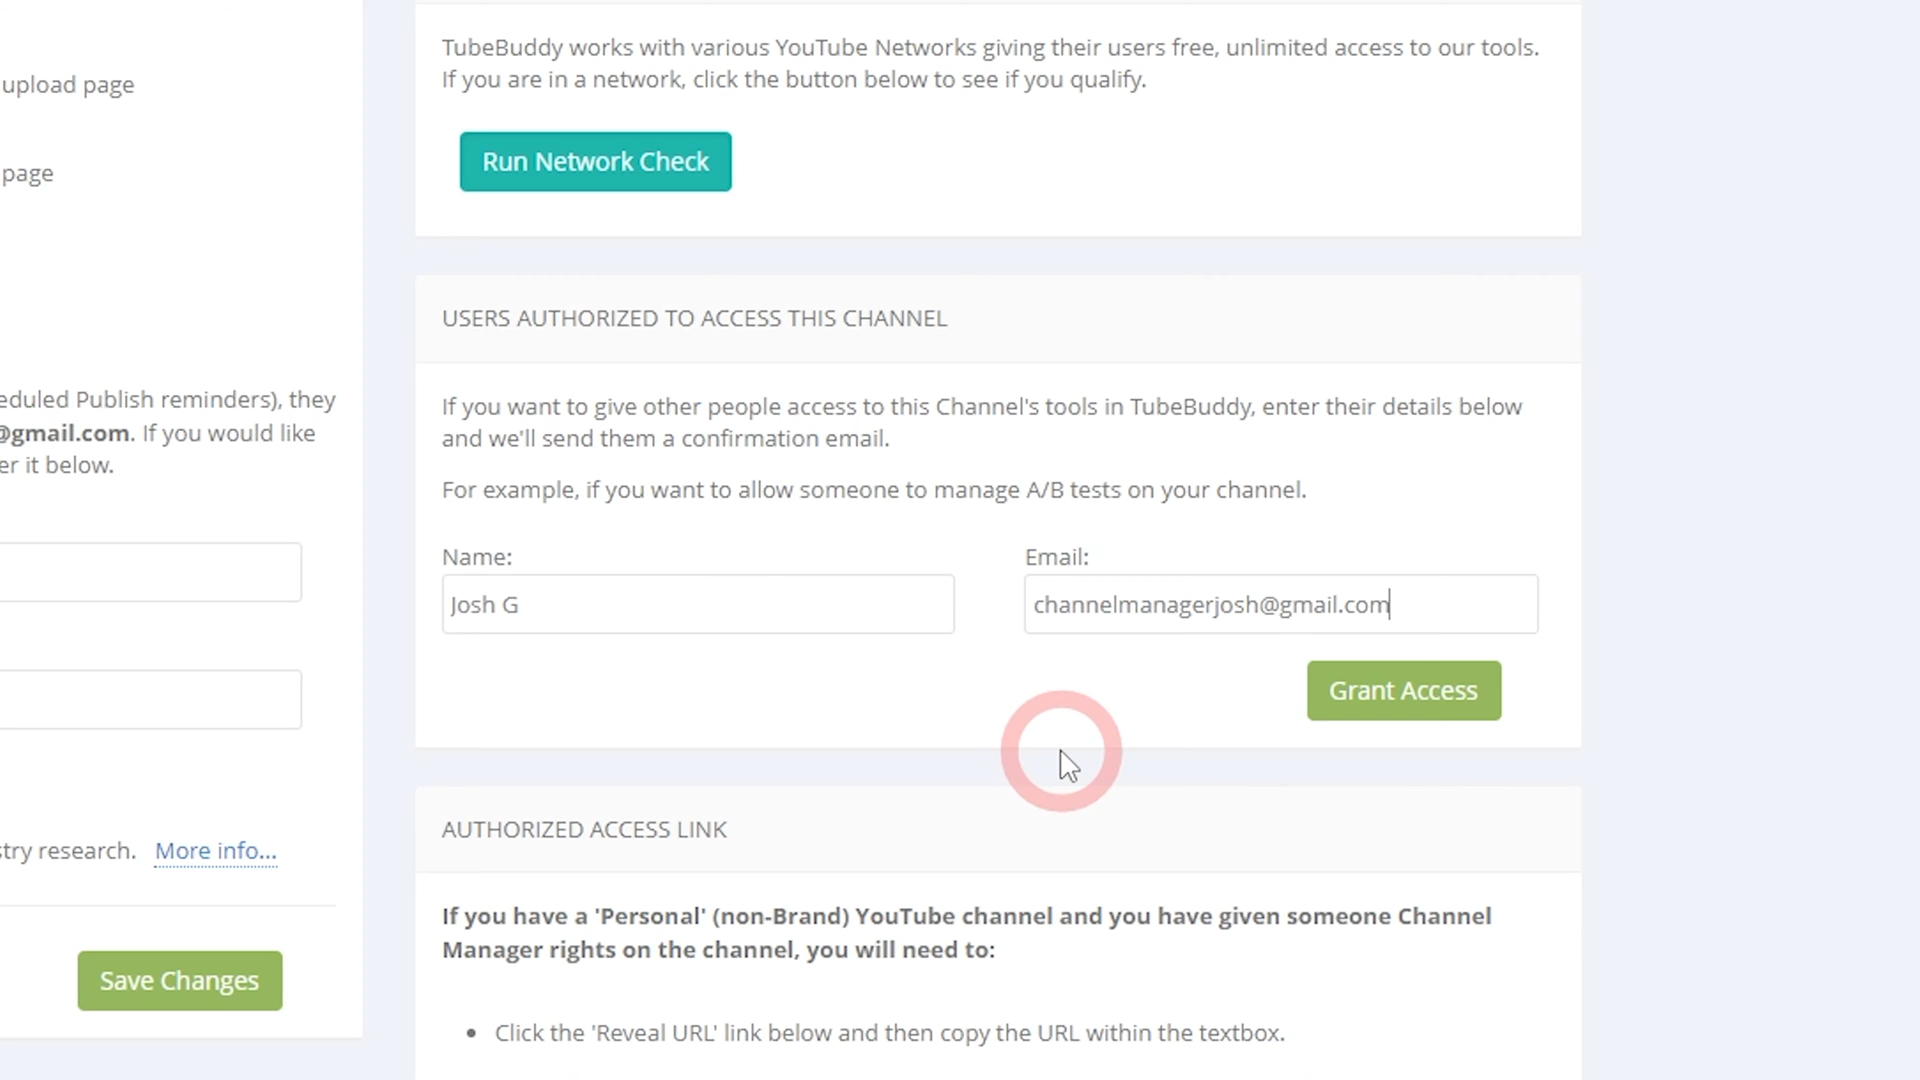 upload page
page
eduled Publish reminders), they
@gmail.com. If you would like
er it below.
stry research. More info...
Save Changes
TubeBuddy works with various YouTube Networks giving their users free, unlimited access to our tools.
If you are in a network, click the button below to see if you qualify.
Run Network Check
USERS AUTHORIZED TO ACCESS THIS CHANNEL
If you want to give other people access to this Channel's tools in TubeBuddy, enter their details below
and we'll send them a confirmation email.
For example, if you want to allow someone to manage A/B tests on your channel.
Name: Email:
Josh G channelmanagerjosh@gmail.com
Grant Access
AUTHORIZED ACCESS LINK
If you have a 'Personal' (non-Brand) YouTube channel and you have given someone Channel
Manager rights on the channel, you will need to:
• Click the 'Reveal URL' link below and then copy the URL within the textbox.